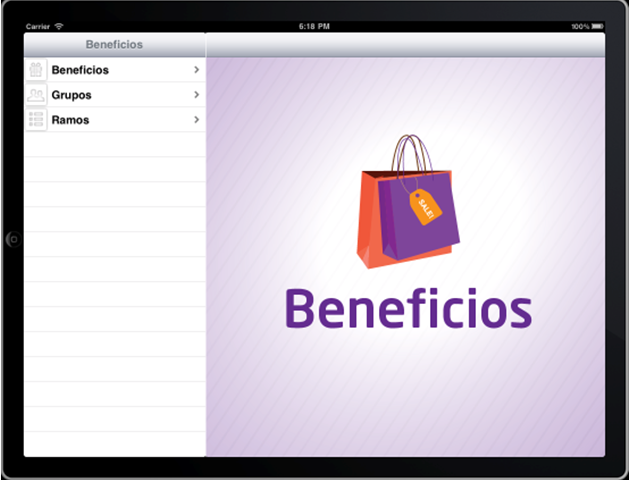 Carrier 6:18 PM 100%
Beneficios
Beneficios
Grupos
Ramos
SALE!
Beneficios